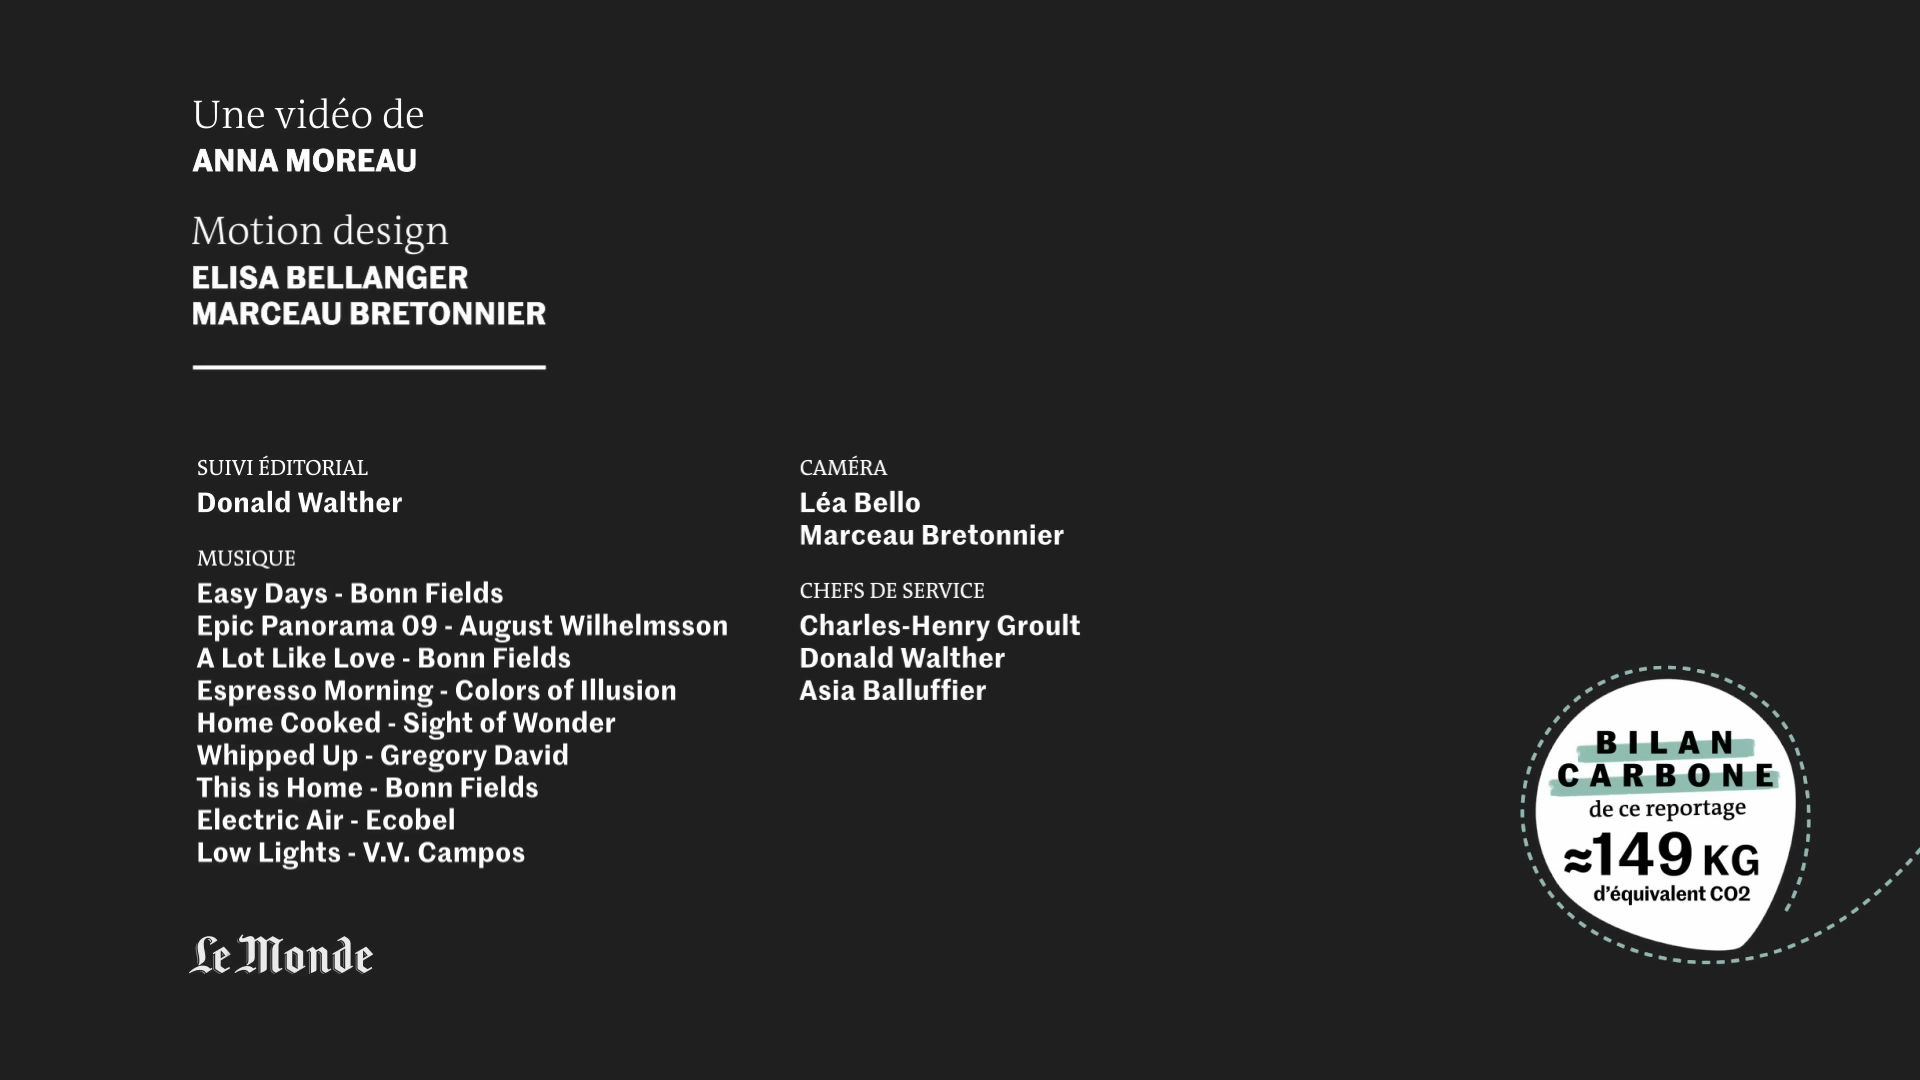 Une vidéo de
ANNA MOREAU
Motion design
ELISA BELLANGER
MARCEAU BRETONNIER
SUIVI ÉDITORIAL
Donald Walther
MUSIQUE
Easy Days - Bonn Fields
Epic Panorama 09 - August Wilhelmsson
A Lot Like Love - Bonn Fields
Espresso Morning - Colors of Illusion
Home Cooked - Sight of Wonder
Whipped Up - Gregory David
This is Home - Bonn Fields
Electric Air - Ecobel
Low Lights - V.V. Campos
CAMÉRA
Léa Bello
Marceau Bretonnier
CHEFS DE SERVICE
Charles-Henry Groult
Donald Walther
Asia Balluffier
BILAN
CARBONE
de ce reportage
≈149 KG
d'équivalent CO2
Le Monde